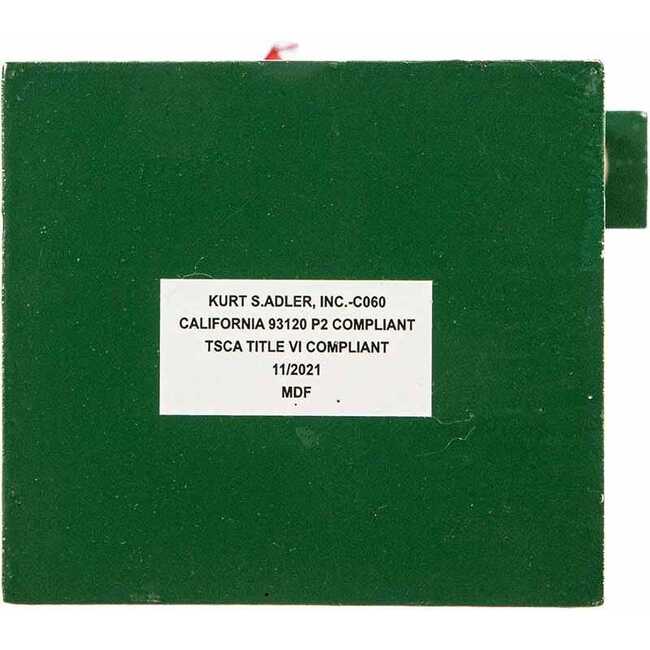 KURT S.ADLER, INC.-C060
CALIFORNIA 93120 P2 COMPLIANT
TSCA TITLE VI COMPLIANT
11/2021
MDF